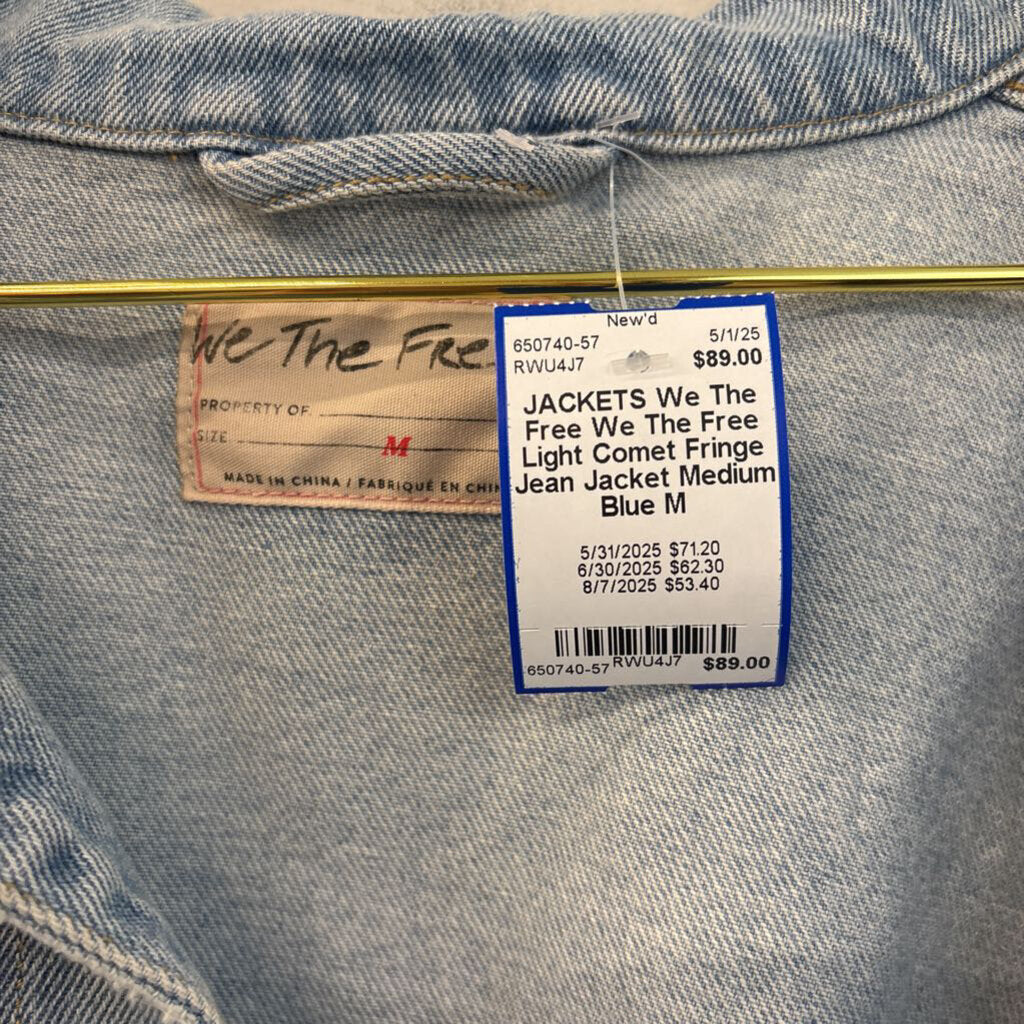 We The Fre
PROPERTY OF
SIZE M
MADE IN CHINA / FABRIQUÉ EN CHIN
New'd
650740-57 5/1/25
RWU4J7 $89.00
JACKETS We The
Free We The Free
Light Comet Fringe
Jean Jacket Medium
Blue M
5/31/2025 $71.20
6/30/2025 $62.30
8/7/2025 $53.40
650740-57 RWU4J7 $89.00